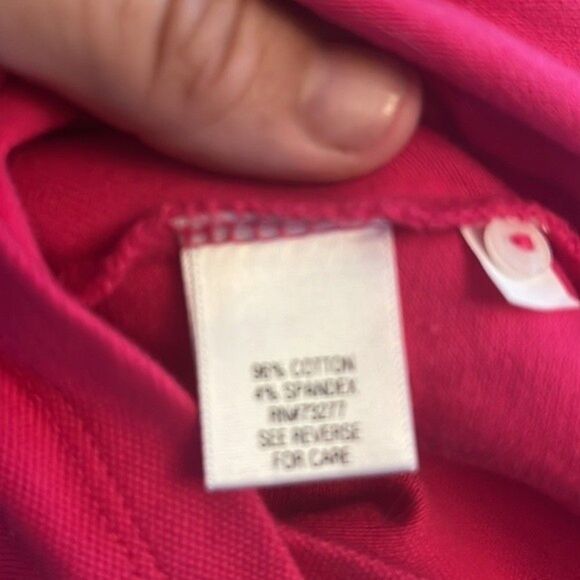 96% COTTON
4% SPANDEX
RN#73277
SEE REVERSE
FOR CARE